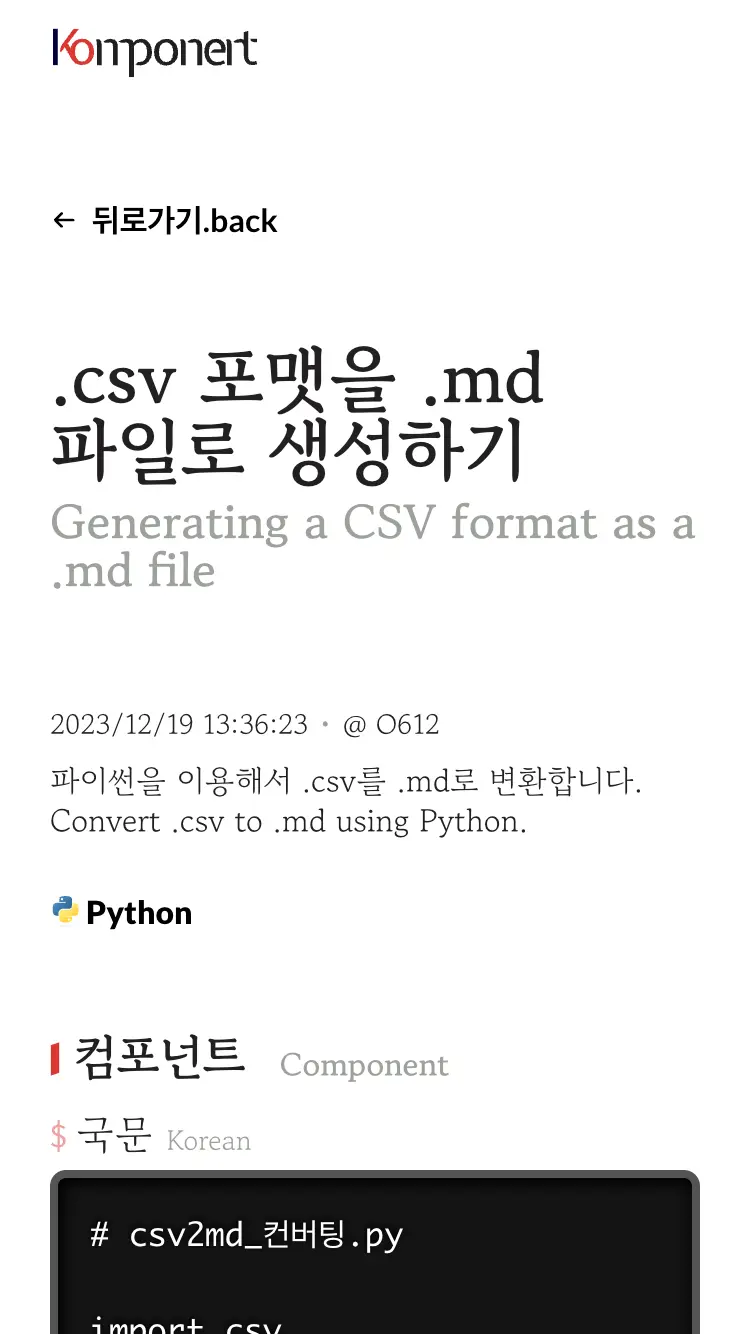 Komponent
← 뒤로가기.back
.csv 포맷을 .md
파일로 생성하기
Generating a CSV format as a
.md file
2023/12/19 13:36:23 • @ O612
파이썬을 이용해서 .csv를 .md로 변환합니다.
Convert .csv to .md using Python.
Python
컴포넌트 Component
$ 국문 Korean
# csv2md_컨버팅.py
import csv